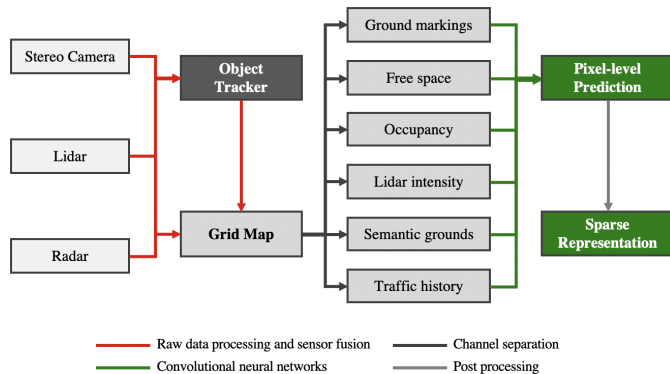 Stereo Camera
Lidar
Radar
Object
Tracker
Grid Map
Ground markings
Free space
Occupancy
Lidar intensity
Semantic grounds
Traffic history
Pixel-level
Prediction
Sparse
Representation
Raw data processing and sensor fusion
Channel separation
Convolutional neural networks
Post processing